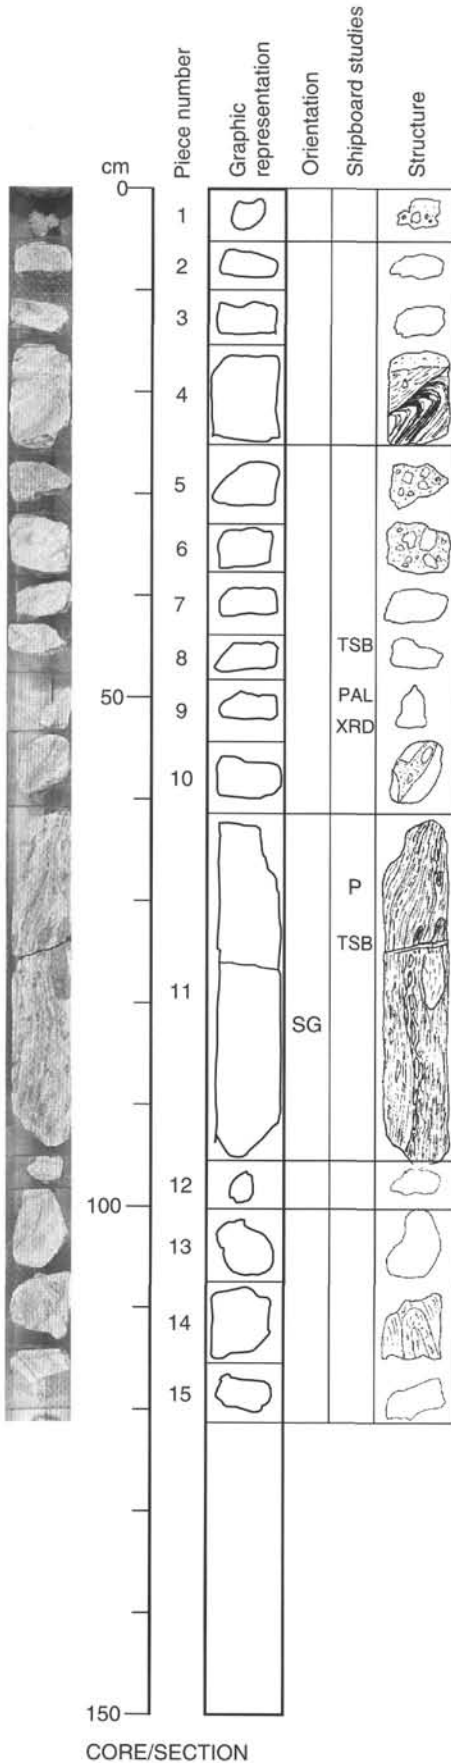 cm
Piece number
Graphic representation
Orientation
Shipboard studies
Structure
0
1
2
3
4
5
6
7
8 TSB
50
9 PAL
XRD
10
P
TSB
11
SG
12
100
13
14
15
150
CORE/SECTION